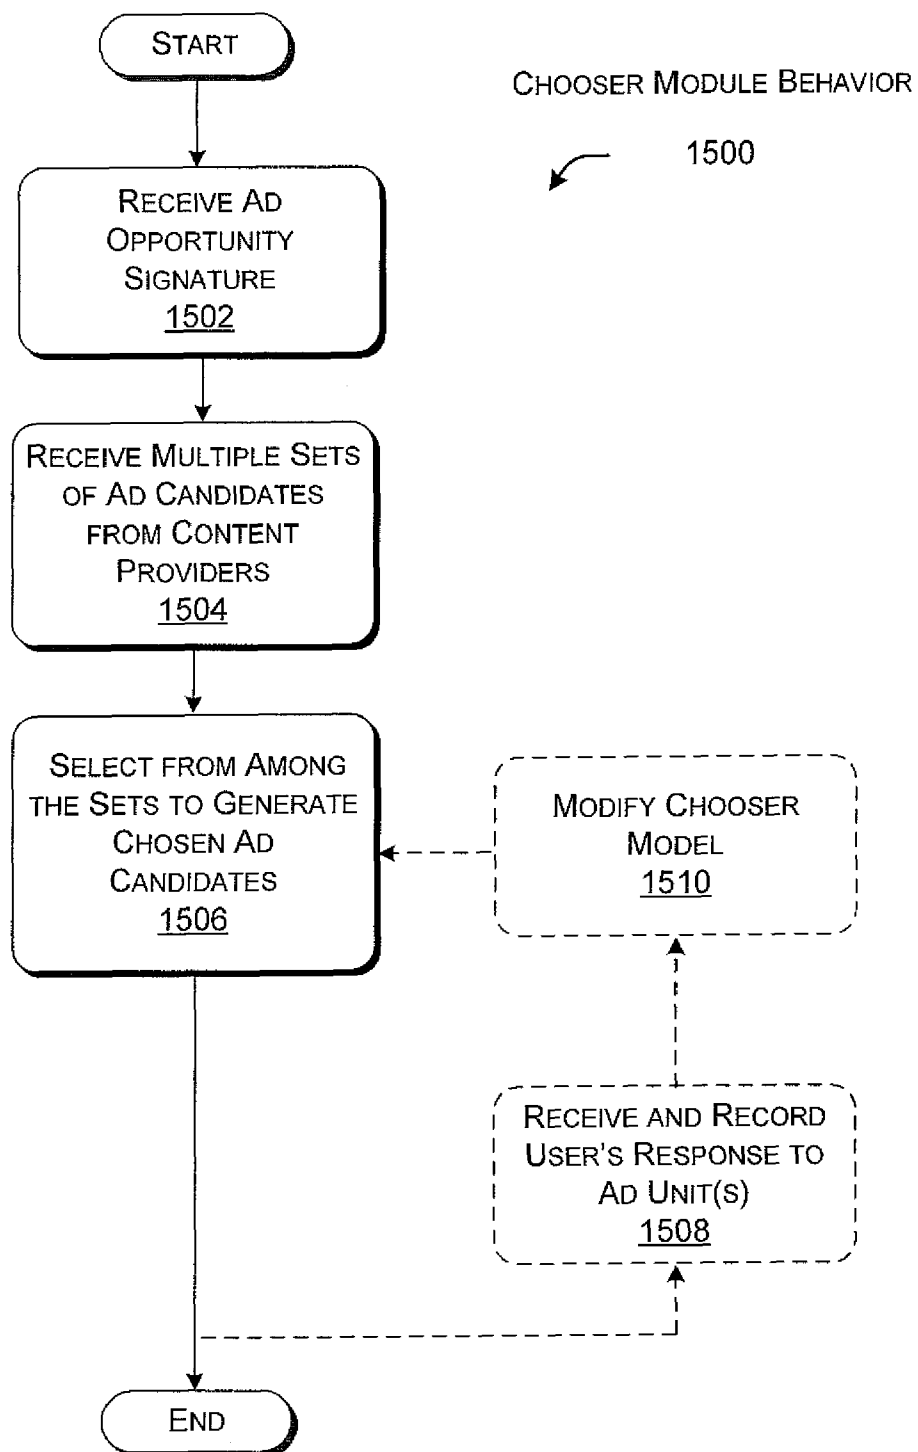 START
CHOOSER MODULE BEHAVIOR
1500
RECEIVE AD
OPPORTUNITY
SIGNATURE
1502
RECEIVE MULTIPLE SETS
OF AD CANDIDATES
FROM CONTENT
PROVIDERS
1504
SELECT FROM AMONG
THE SETS TO GENERATE
CHOSEN AD
CANDIDATES
1506
MODIFY CHOOSER
MODEL
1510
RECEIVE AND RECORD
USER'S RESPONSE TO
AD UNIT(S)
1508
END